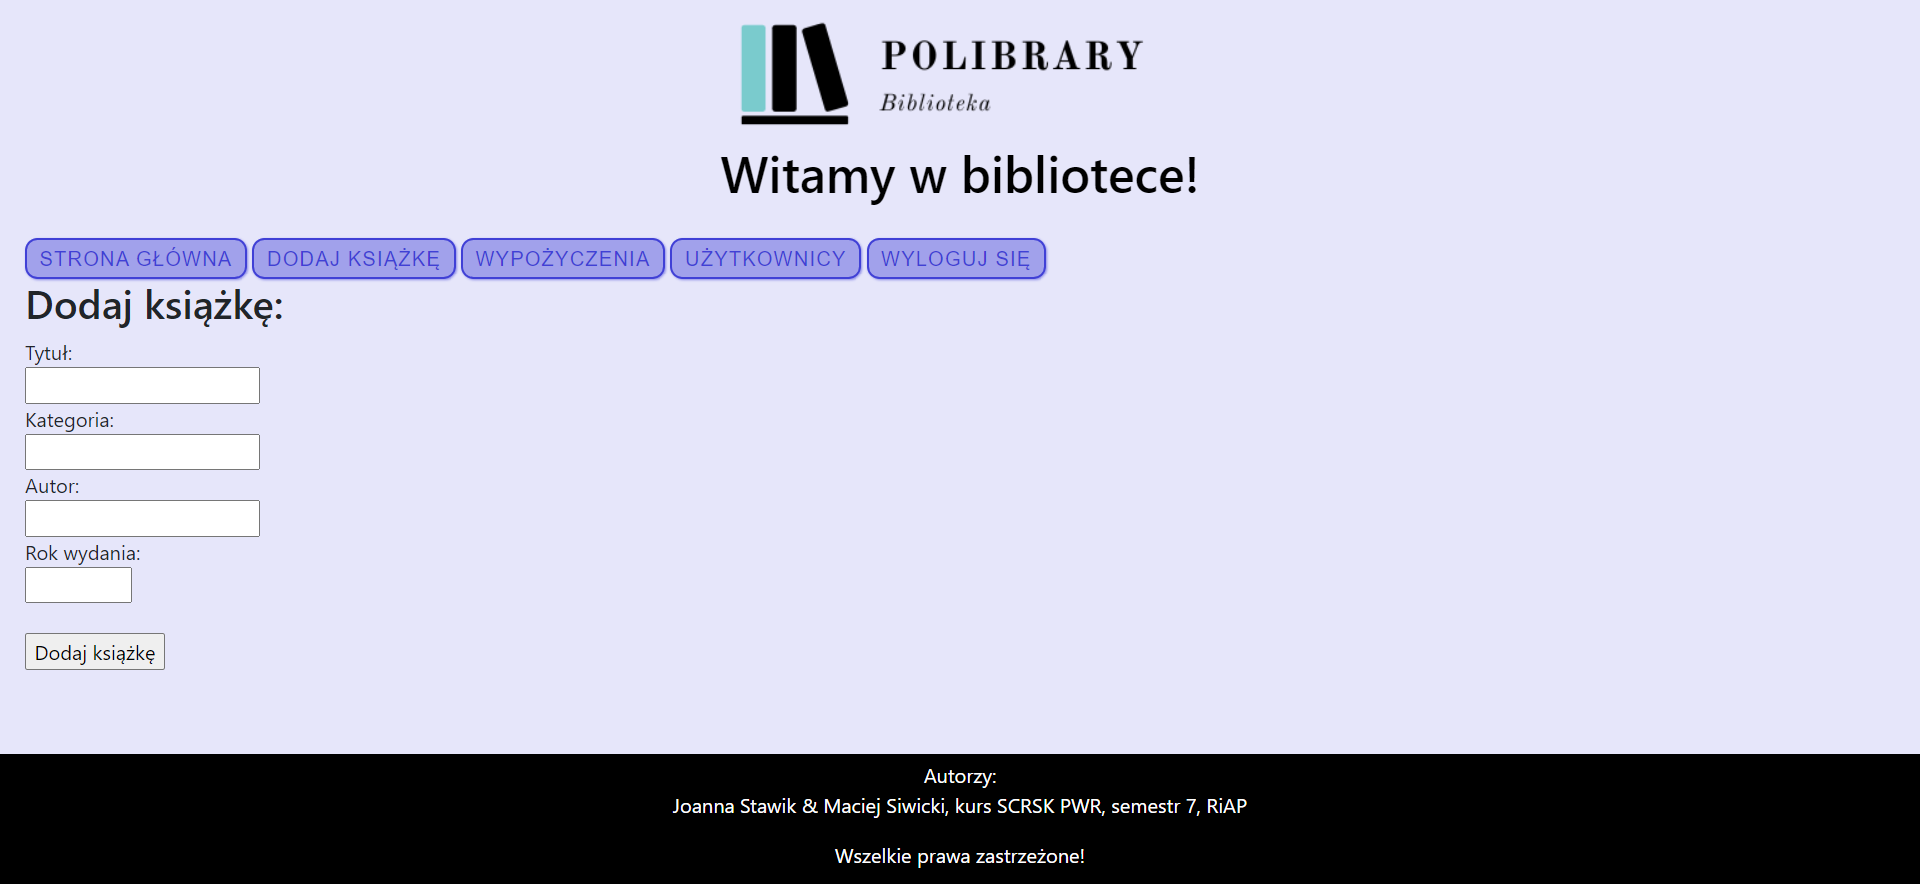 POLIBRARY
Biblioteka
Witamy w bibliotece!
STRONA GŁÓWNA DODAJ KSIĄŻKĘ WYPOŻYCZENIA UŻYTKOWNICY WYLOGUJ SIĘ
Dodaj książkę:
Tytuł:
Kategoria:
Autor:
Rok wydania:
Dodaj książkę
Autorzy:
Joanna Stawik & Maciej Siwicki, kurs SCRSK PWR, semestr 7, RiAP
Wszelkie prawa zastrzeżone!